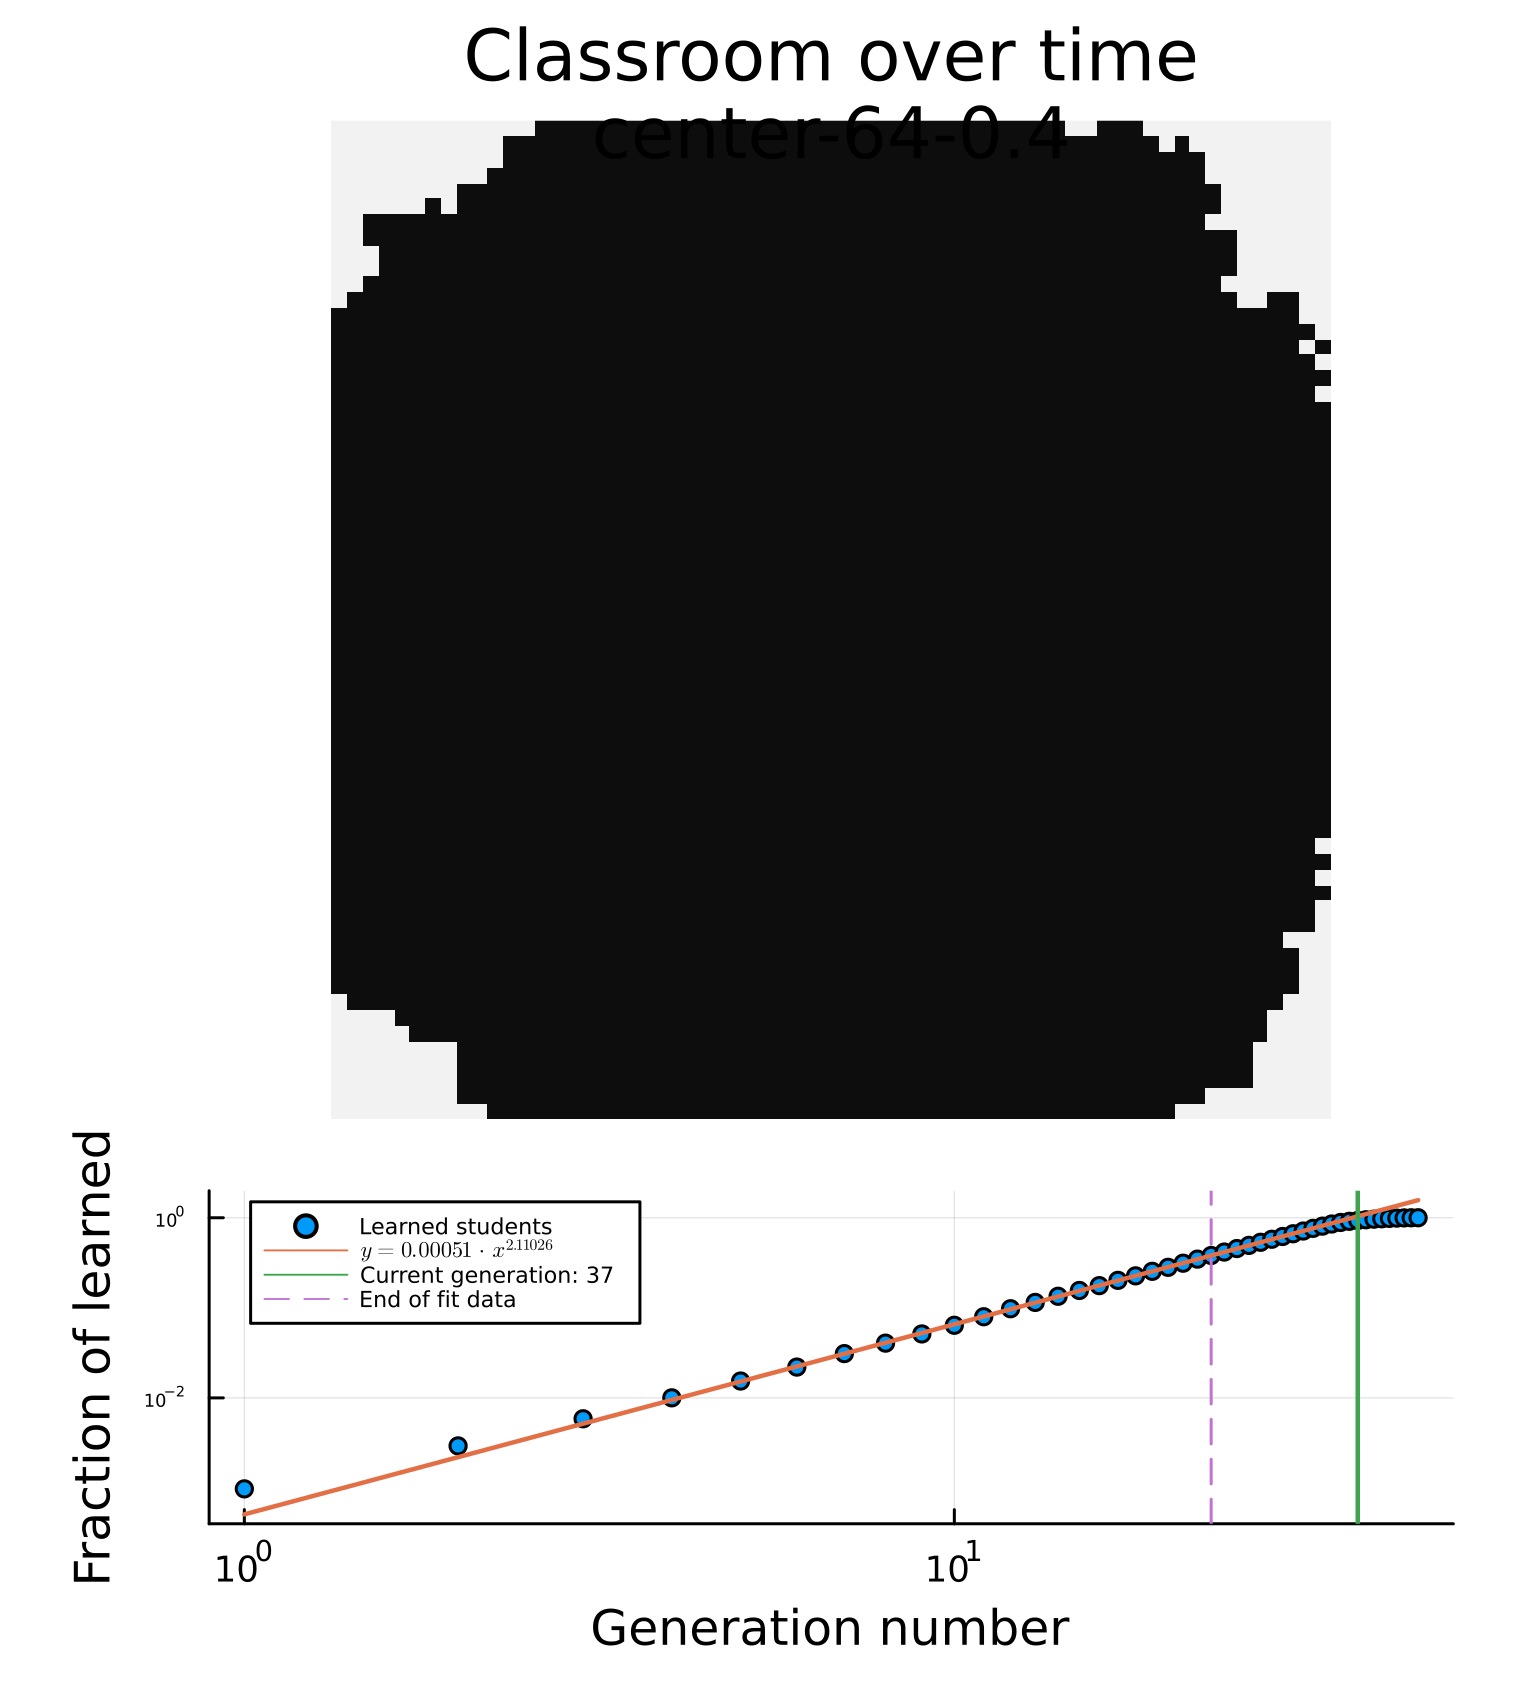 Classroom over time
center-64-0.4
Fraction of learned
10^0
10^−2
Learned students
y = 0.00051 · x^2.11026
Current generation: 37
End of fit data
10^0
10^1
Generation number